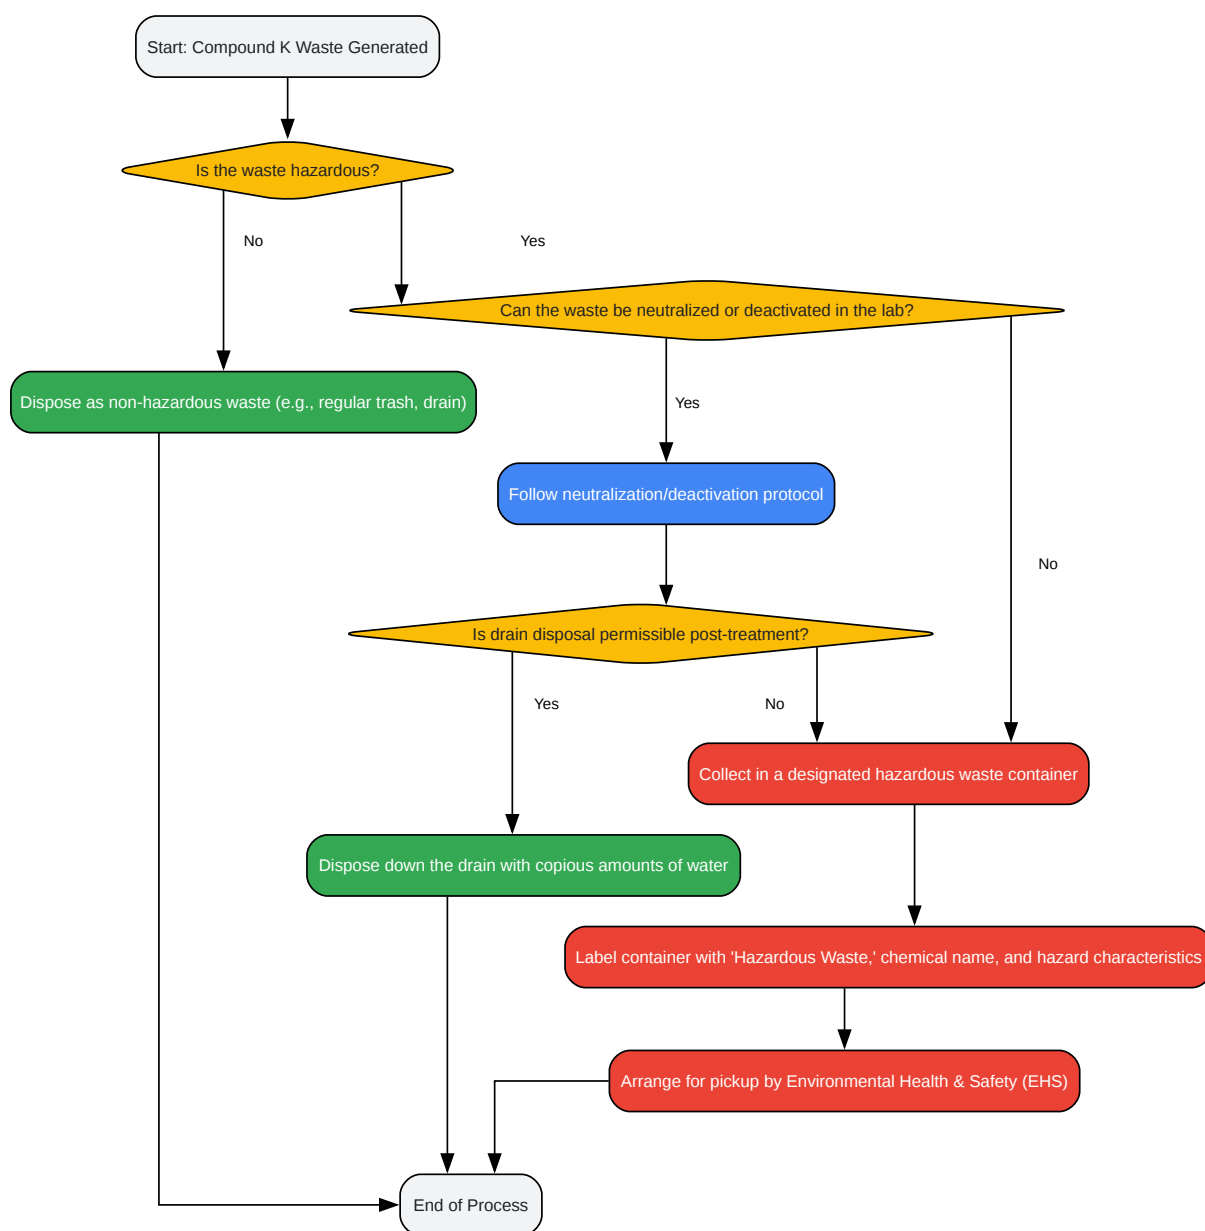 Start: Compound K Waste Generated
Is the waste hazardous?
No
Yes
Can the waste be neutralized or deactivated in the lab?
Dispose as non-hazardous waste (e.g., regular trash, drain)
Yes
Follow neutralization/deactivation protocol
No
Is drain disposal permissible post-treatment?
Yes
No
Collect in a designated hazardous waste container
Dispose down the drain with copious amounts of water
Label container with 'Hazardous Waste,' chemical name, and hazard characteristics
Arrange for pickup by Environmental Health & Safety (EHS)
End of Process